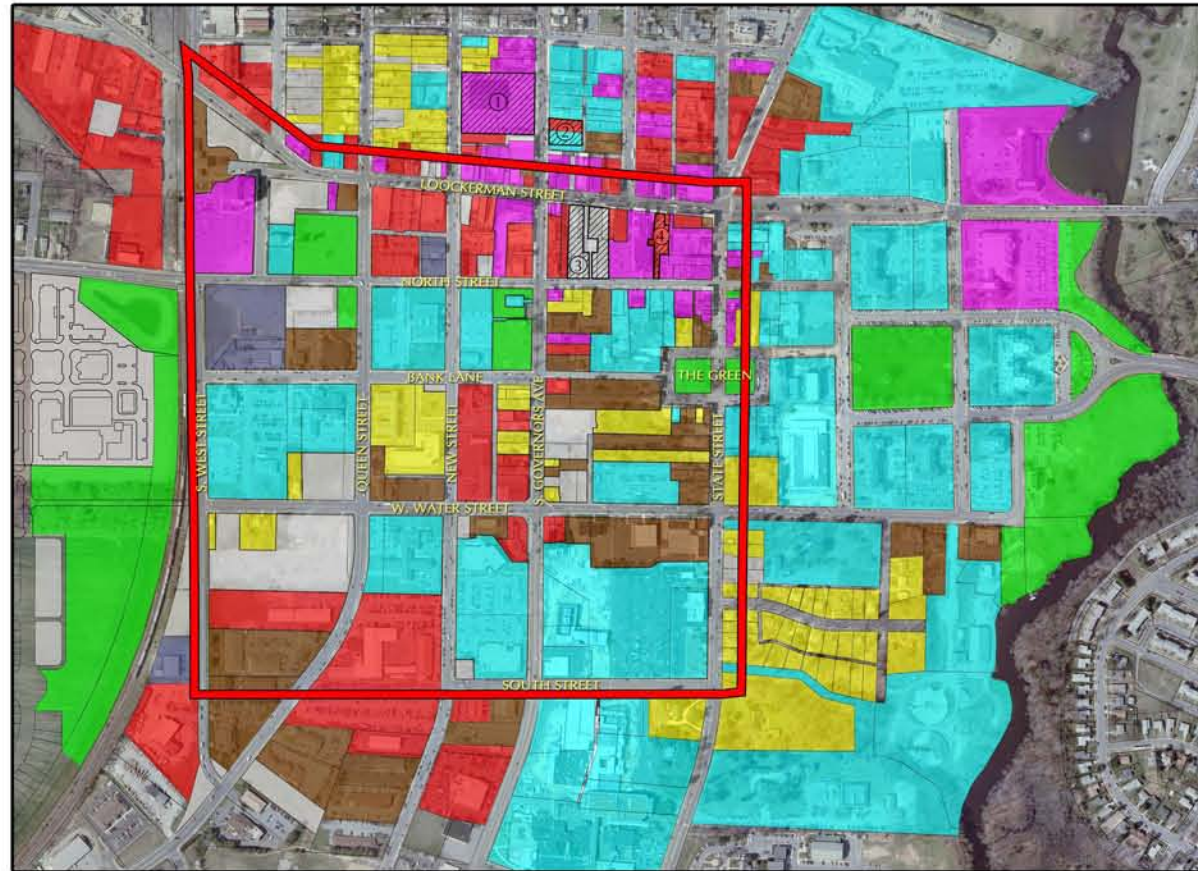 ①
②
LOOCKERMAN STREET
④
③
NORTH STREET
THE GREEN
BANK LANE
S. WEST STREET
QUEEN STREET
NEW STREET
S. GOVERNORS AVE
STATE STREET
W. WATER STREET
SOUTH STREET